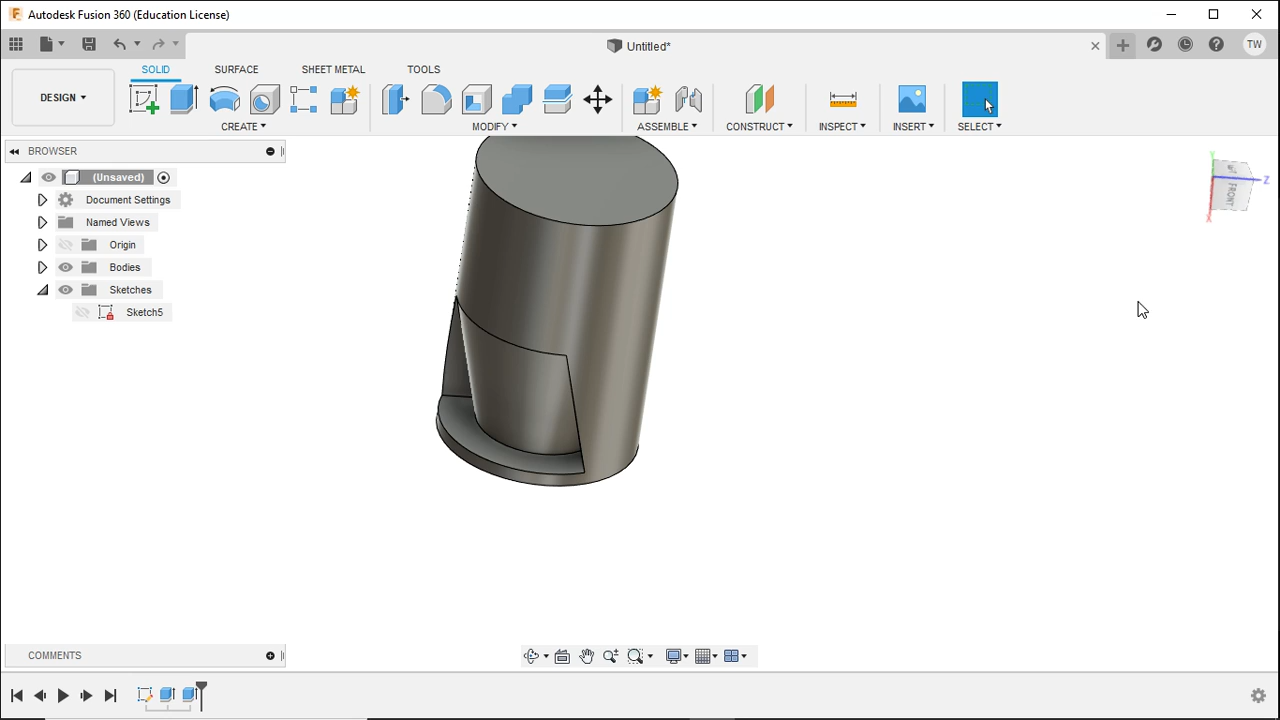 Autodesk Fusion 360 (Education License)
Untitled*
TW
DESIGN
SOLID
SURFACE
SHEET METAL
TOOLS
CREATE
MODIFY
ASSEMBLE
CONSTRUCT
INSPECT
INSERT
SELECT
BROWSER
(Unsaved)
Document Settings
Named Views
Origin
Bodies
Sketches
Sketch5
Z
FRONT
X
COMMENTS